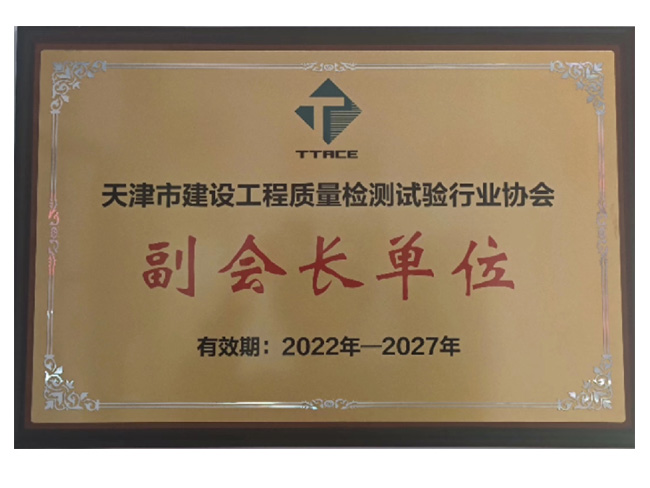 TTACE
天津市建设工程质量检测试验行业协会
副会长单位
有效期：2022年—2027年